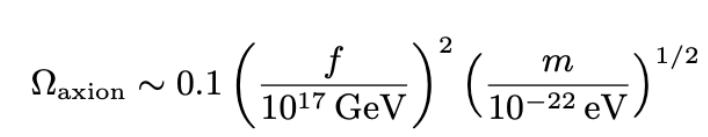 Ω_axion ∼ 0.1 (f / 10^17 GeV)^2 (m / 10^−22 eV)^1/2